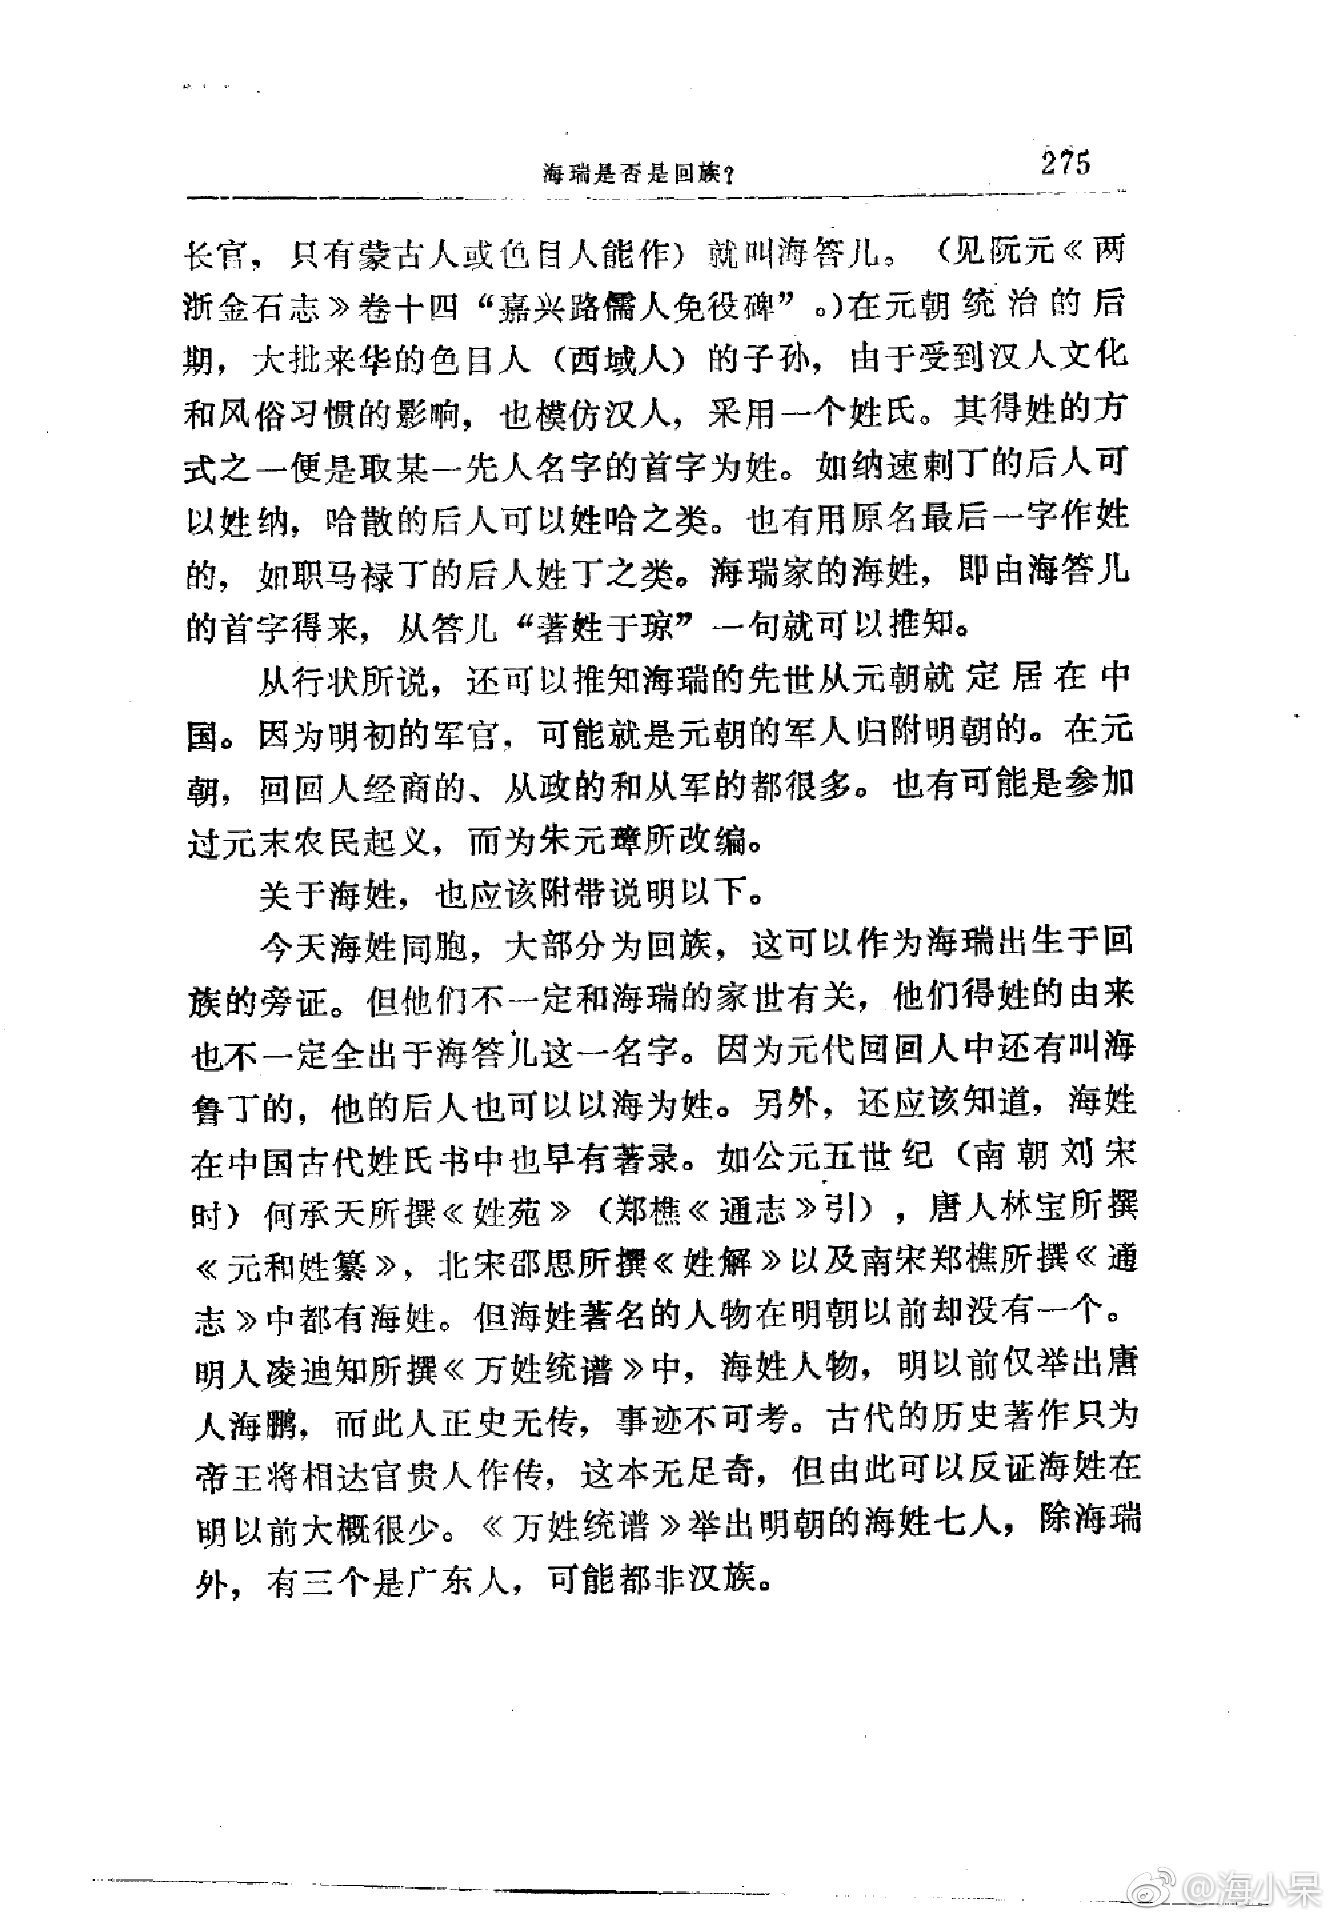 海瑞是否是回族？
275
长官，只有蒙古人或色目人能作）就叫海答儿。（见阮元《两
浙金石志》卷十四“嘉兴路儒人免役碑”。）在元朝统治的后
期，大批来华的色目人（西域人）的子孙，由于受到汉人文化
和风俗习惯的影响，也模仿汉人，采用一个姓氏。其得姓的方
式之一便是取某一先人名字的首字为姓。如纳速剌丁的后人可
以姓纳，哈散的后人可以姓哈之类。也有用原名最后一字作姓
的，如职马禄丁的后人姓丁之类。海瑞家的海姓，即由海答儿
的首字得来，从答儿“著姓于琼”一句就可以推知。
从行状所说，还可以推知海瑞的先世从元朝就定居在中
国。因为明初的军官，可能就是元朝的军人归附明朝的。在元
朝，回回人经商的、从政的和从军的都很多。也有可能是参加
过元末农民起义，而为朱元璋所改编。
关于海姓，也应该附带说明以下。
今天海姓同胞，大部分为回族，这可以作为海瑞出生于回
族的旁证。但他们不一定和海瑞的家世有关，他们得姓的由来
也不一定全出于海答儿这一名字。因为元代回回人中还有叫海
鲁丁的，他的后人也可以以海为姓。另外，还应该知道，海姓
在中国古代姓氏书中也早有著录。如公元五世纪（南朝刘宋
时）何承天所撰《姓苑》（郑樵《通志》引），唐人林宝所撰
《元和姓纂》，北宋邵思所撰《姓解》以及南宋郑樵所撰《通
志》中都有海姓。但海姓著名的人物在明朝以前却没有一个。
明人凌迪知所撰《万姓统谱》中，海姓人物，明以前仅举出唐
人海鹏，而此人正史无传，事迹不可考。古代的历史著作只为
帝王将相达官贵人作传，这本无足奇，但由此可以反证海姓在
明以前大概很少。《万姓统谱》举出明朝的海姓七人，除海瑞
外，有三个是广东人，可能都非汉族。
@海小呆